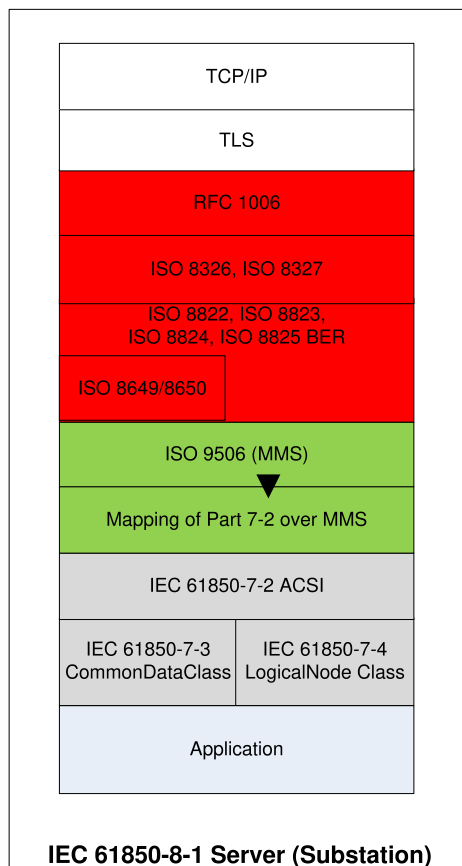 TCP/IP
TLS
RFC 1006
ISO 8326, ISO 8327
ISO 8822, ISO 8823,
ISO 8824, ISO 8825 BER
ISO 8649/8650
ISO 9506 (MMS)
Mapping of Part 7-2 over MMS
IEC 61850-7-2 ACSI
IEC 61850-7-3
CommonDataClass
IEC 61850-7-4
LogicalNode Class
Application
IEC 61850-8-1 Server (Substation)